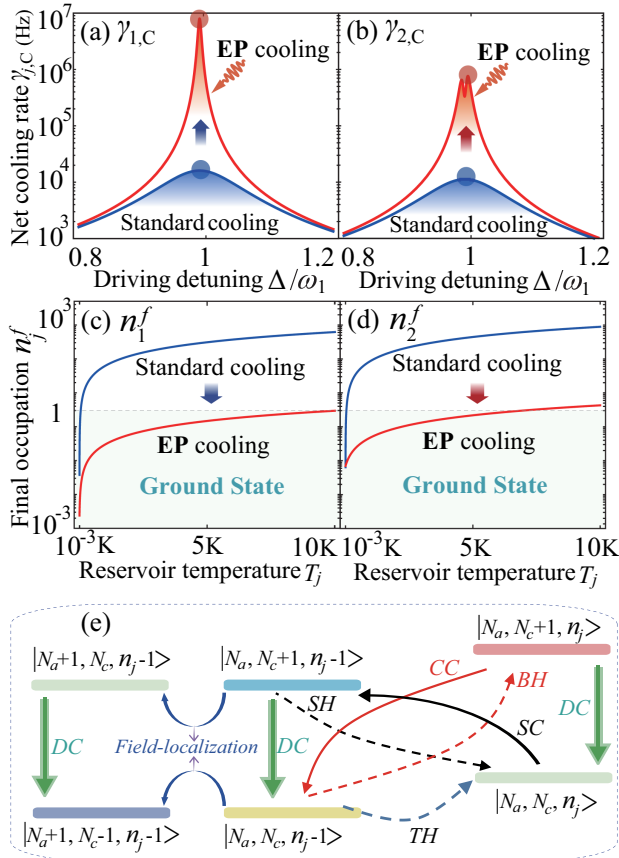 Net cooling rate γj,C (Hz)
10^7
10^6
10^5
10^4
10^3
(a) γ1,C
EP
cooling
Standard cooling
0.8
1
1.2
Driving detuning Δ/ω1
(b) γ2,C
EP
cooling
Standard cooling
0.8
1
1.2
Driving detuning Δ/ω1
Final occupation n_j^f
10^3
1
10^-3
(c) n_1^f
Standard cooling
EP cooling
Ground State
10^-3K
5K
10K
Reservoir temperature Tj
(d) n_2^f
Standard cooling
EP cooling
Ground State
10^-3K
5K
10K
Reservoir temperature Tj
(e)
|Na+1, Nc, nj-1>
|Na, Nc+1, nj-1>
|Na, Nc+1, nj>
CC
BH
SH
SC
DC
Field-localization
DC
DC
|Na, Nc, nj>
TH
|Na+1, Nc-1, nj-1>
|Na, Nc, nj-1>